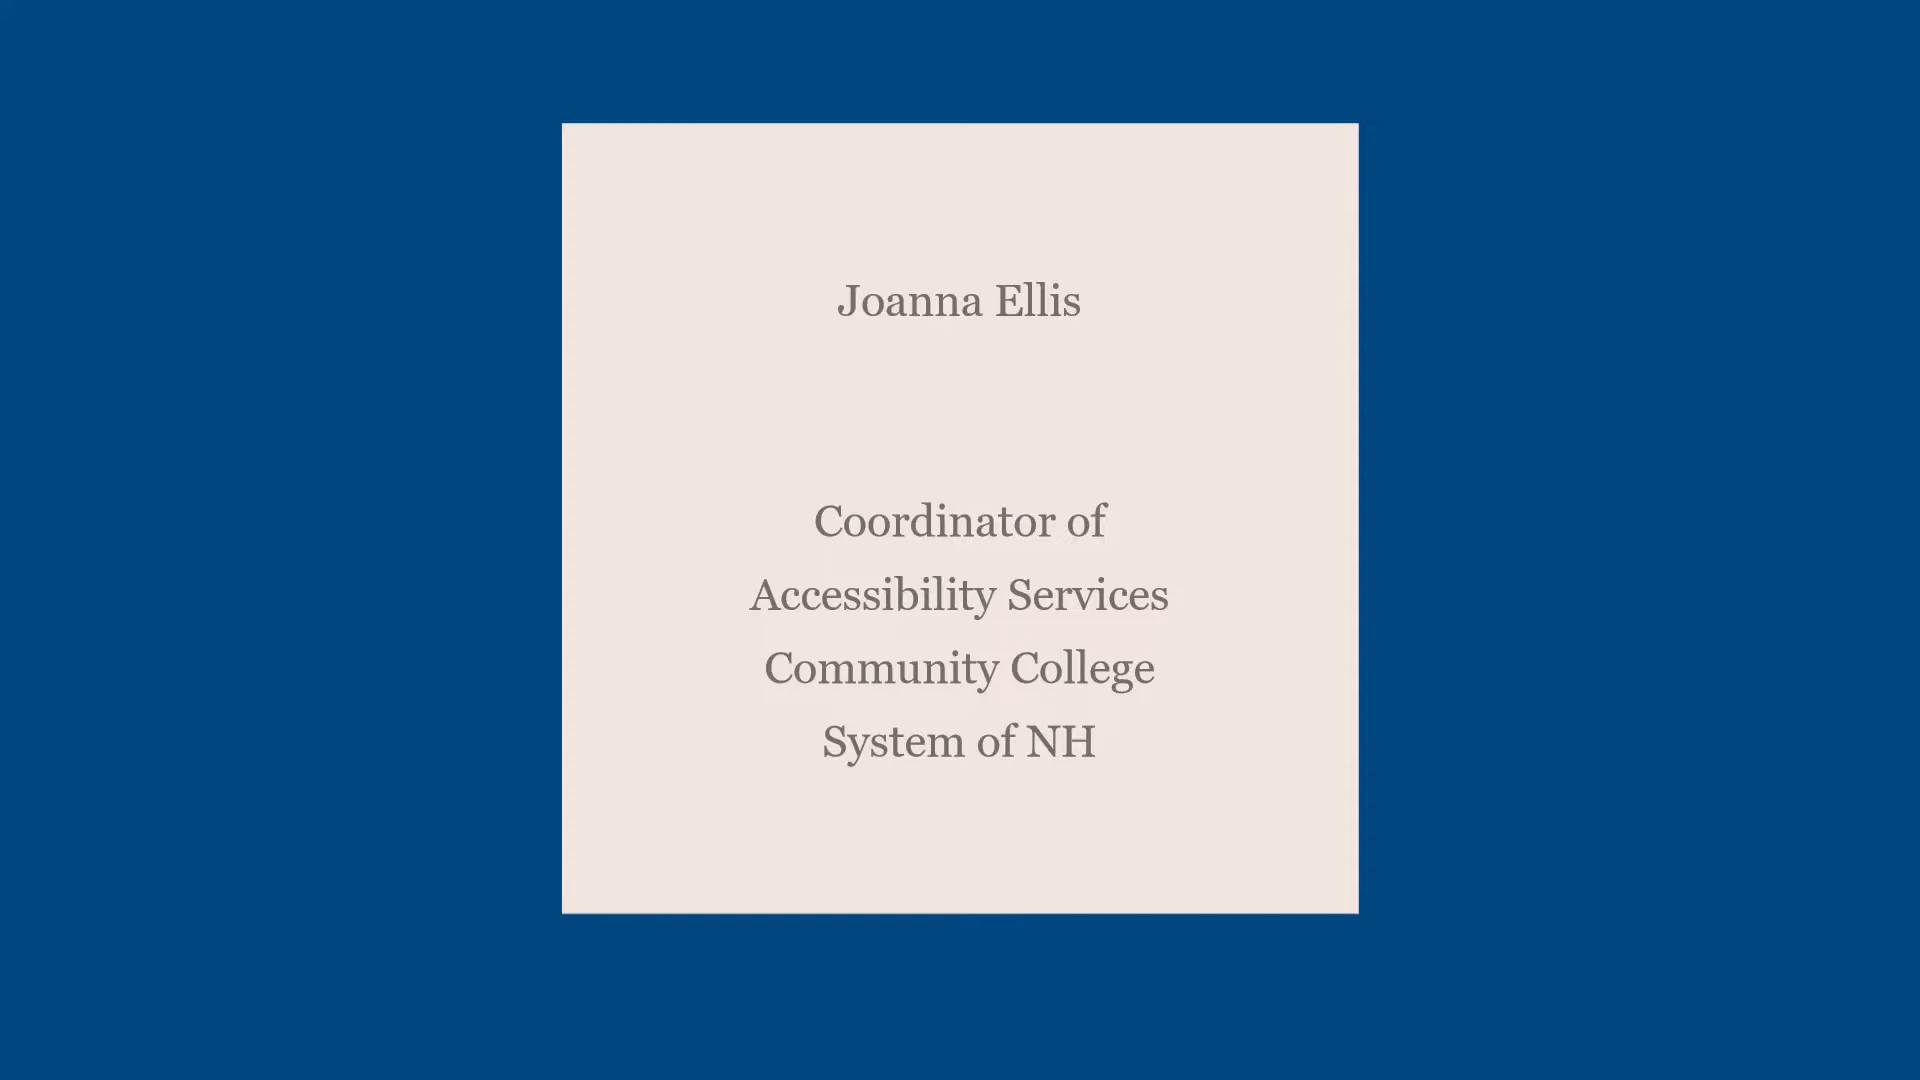 Joanna Ellis
Coordinator of
Accessibility Services
Community College
System of NH